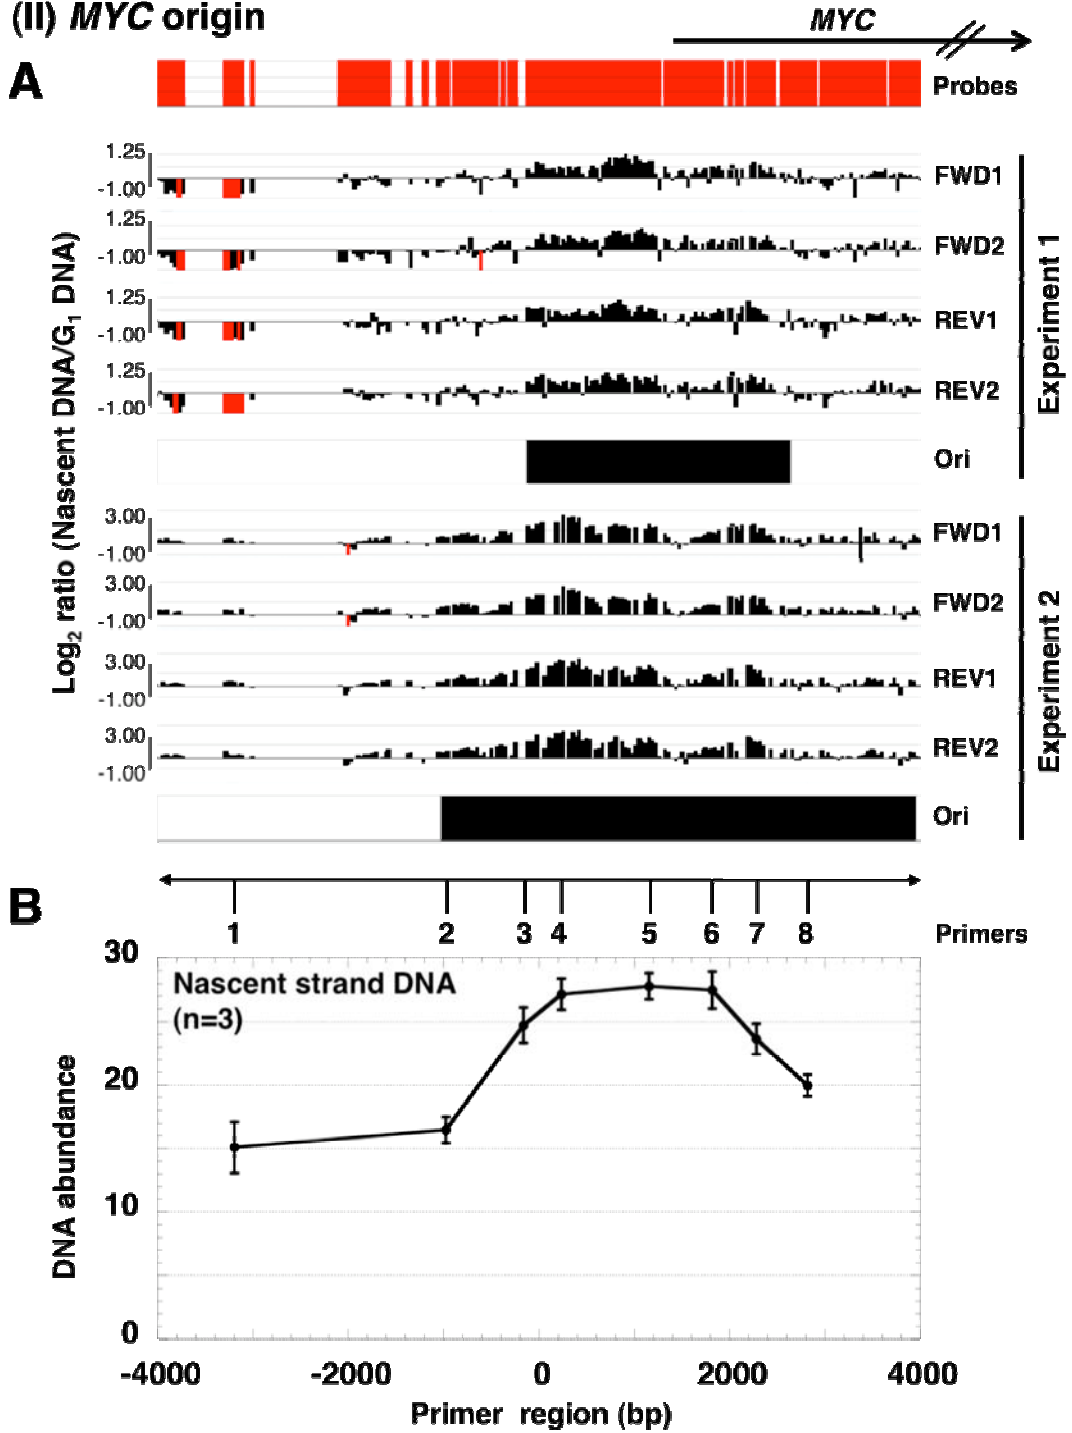 (II) MYC origin
MYC
A
Probes
Log2 ratio (Nascent DNA/G1 DNA)
1.25
-1.00
FWD1
1.25
-1.00
FWD2
1.25
-1.00
REV1
1.25
-1.00
REV2
Ori
Experiment 1
3.00
-1.00
FWD1
3.00
-1.00
FWD2
3.00
-1.00
REV1
3.00
-1.00
REV2
Ori
Experiment 2
B
1 2 3 4 5 6 7 8 Primers
Nascent strand DNA
(n=3)
DNA abundance
30
20
10
0
-4000 -2000 0 2000 4000
Primer region (bp)